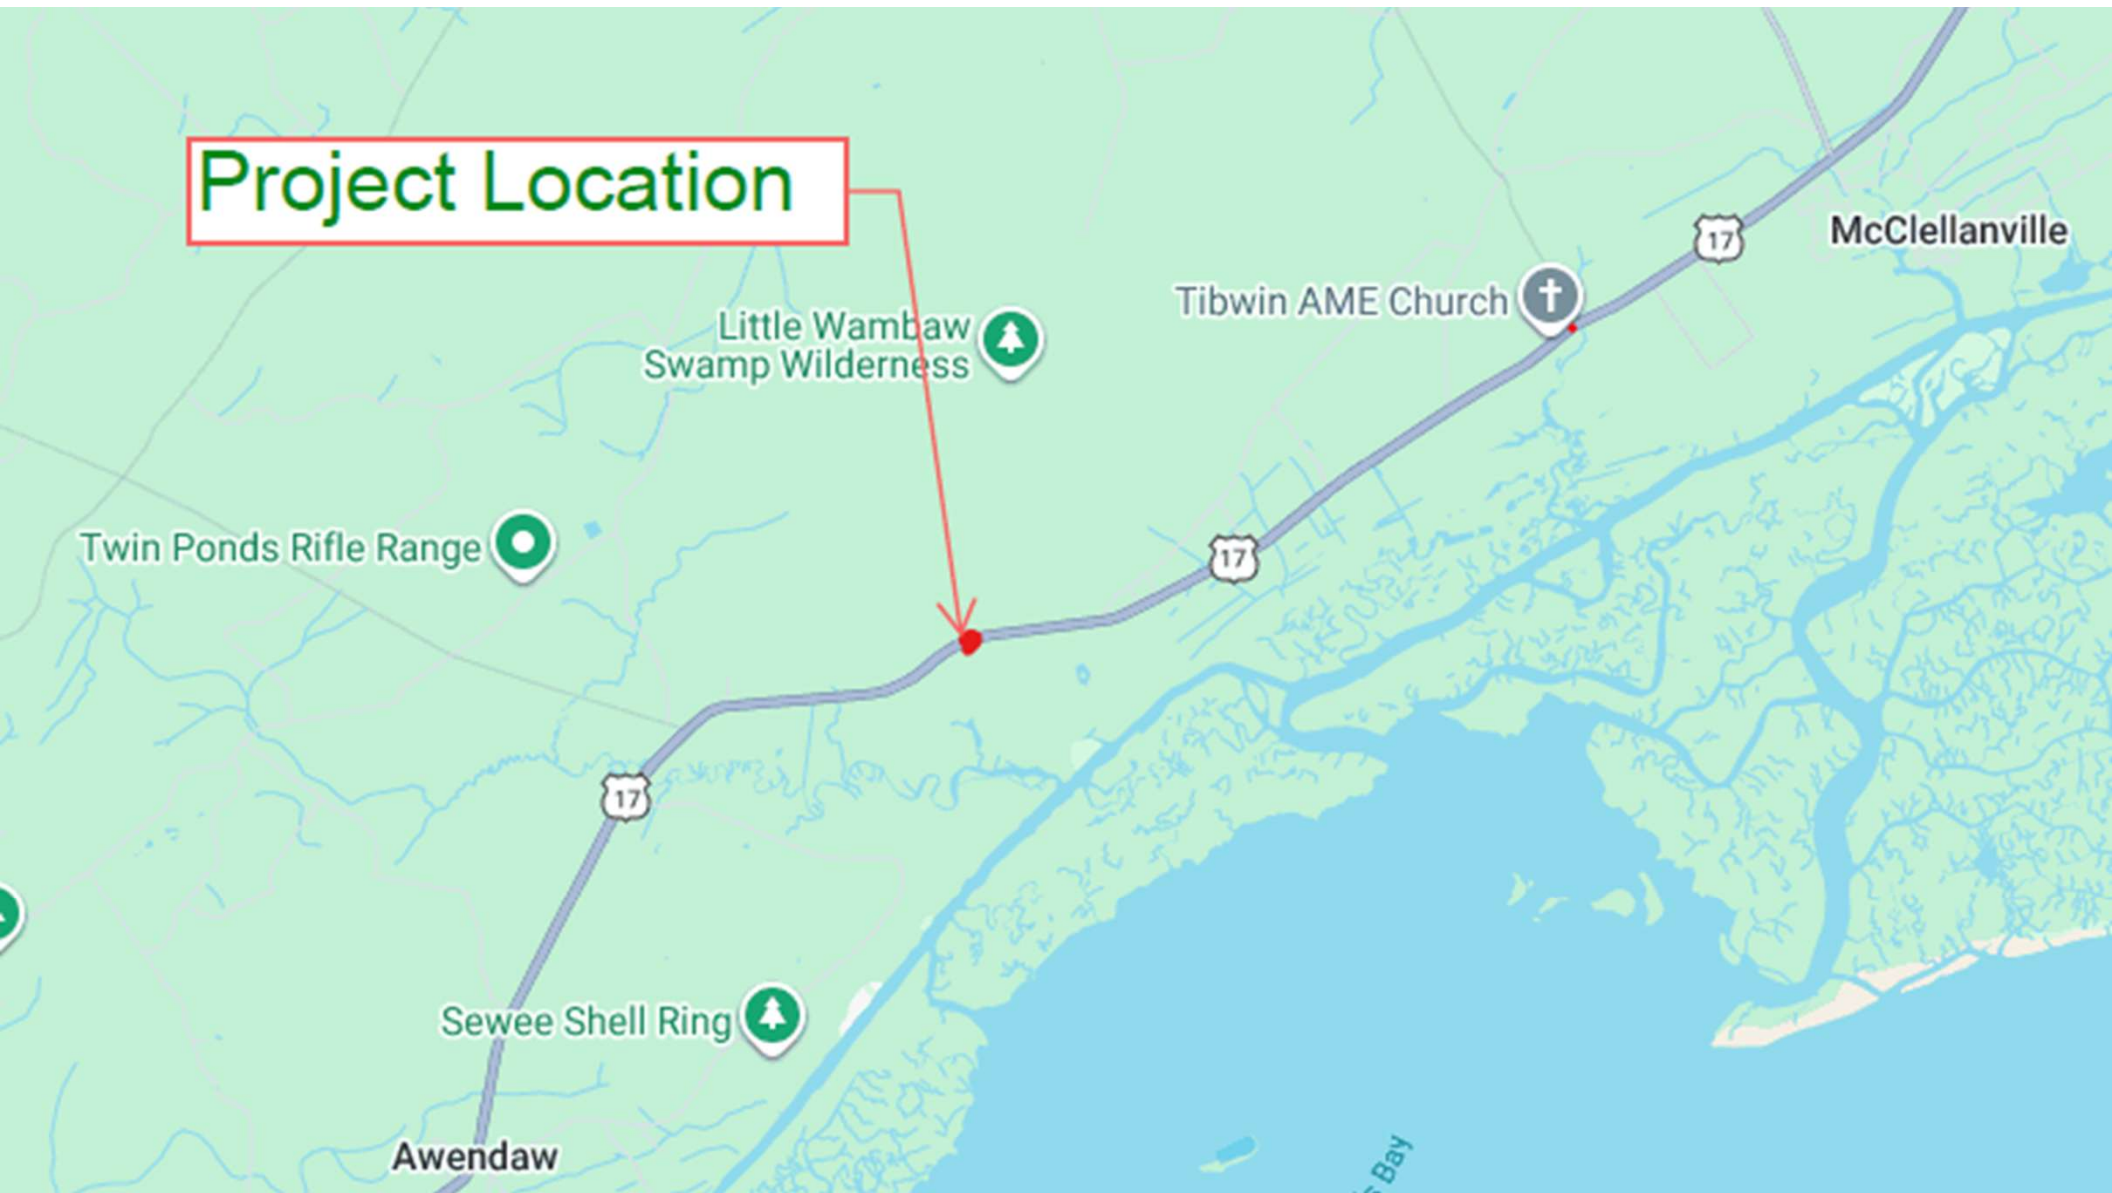 Project Location
McClellanville
17
Tibwin AME Church
Little Wambaw
Swamp Wilderness
Twin Ponds Rifle Range
17
17
Sewee Shell Ring
Awendaw
Bay